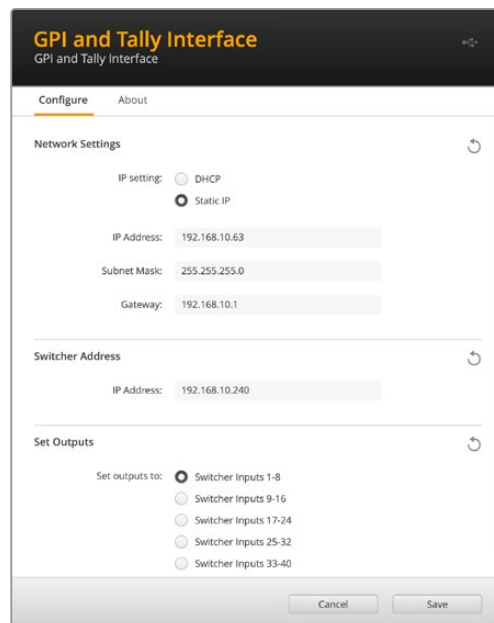 GPI and Tally Interface
GPI and Tally Interface
Configure About
Network Settings
IP setting: DHCP
Static IP
IP Address: 192.168.10.63
Subnet Mask: 255.255.255.0
Gateway: 192.168.10.1
Switcher Address
IP Address: 192.168.10.240
Set Outputs
Set outputs to: Switcher Inputs 1-8
Switcher Inputs 9-16
Switcher Inputs 17-24
Switcher Inputs 25-32
Switcher Inputs 33-40
Cancel Save